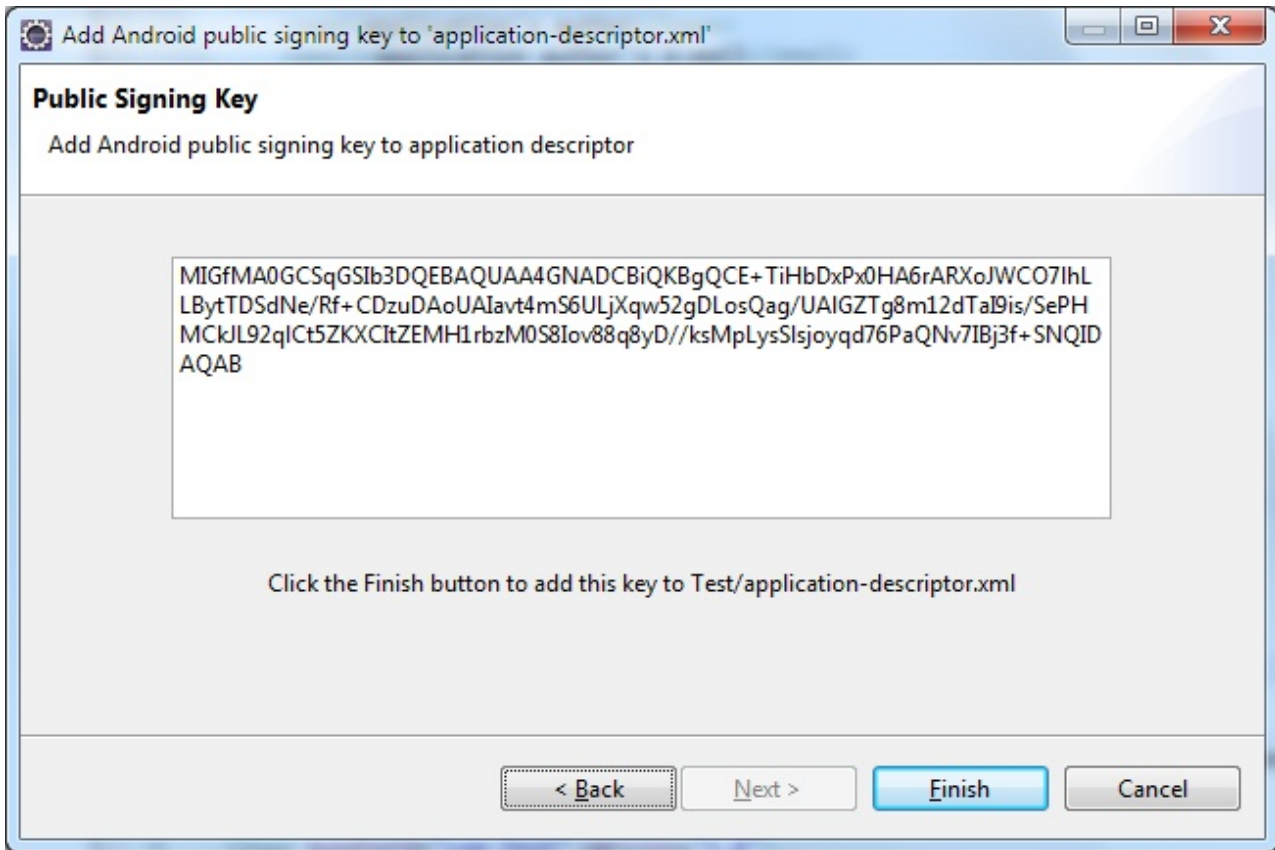 Add Android public signing key to 'application-descriptor.xml'
Public Signing Key
Add Android public signing key to application descriptor
MIGfMA0GCSqGSIb3DQEBAQUAA4GNADCBiQKBgQCE+TiHbDxPx0HA6rARXoJWCO7IhL
LBytTDSdNe/Rf+CDzuDAoUAIavt4mS6ULjXqw52gDLosQag/UAlGZTg8m12dTaI9is/SePH
MCkJL92qICt5ZKXCItZEMH1rbzM0S8Iov88q8yD//ksMpLysSIsjoyqd76PaQNv7IBj3f+SNQID
AQAB
Click the Finish button to add this key to Test/application-descriptor.xml
< Back
Next >
Finish
Cancel